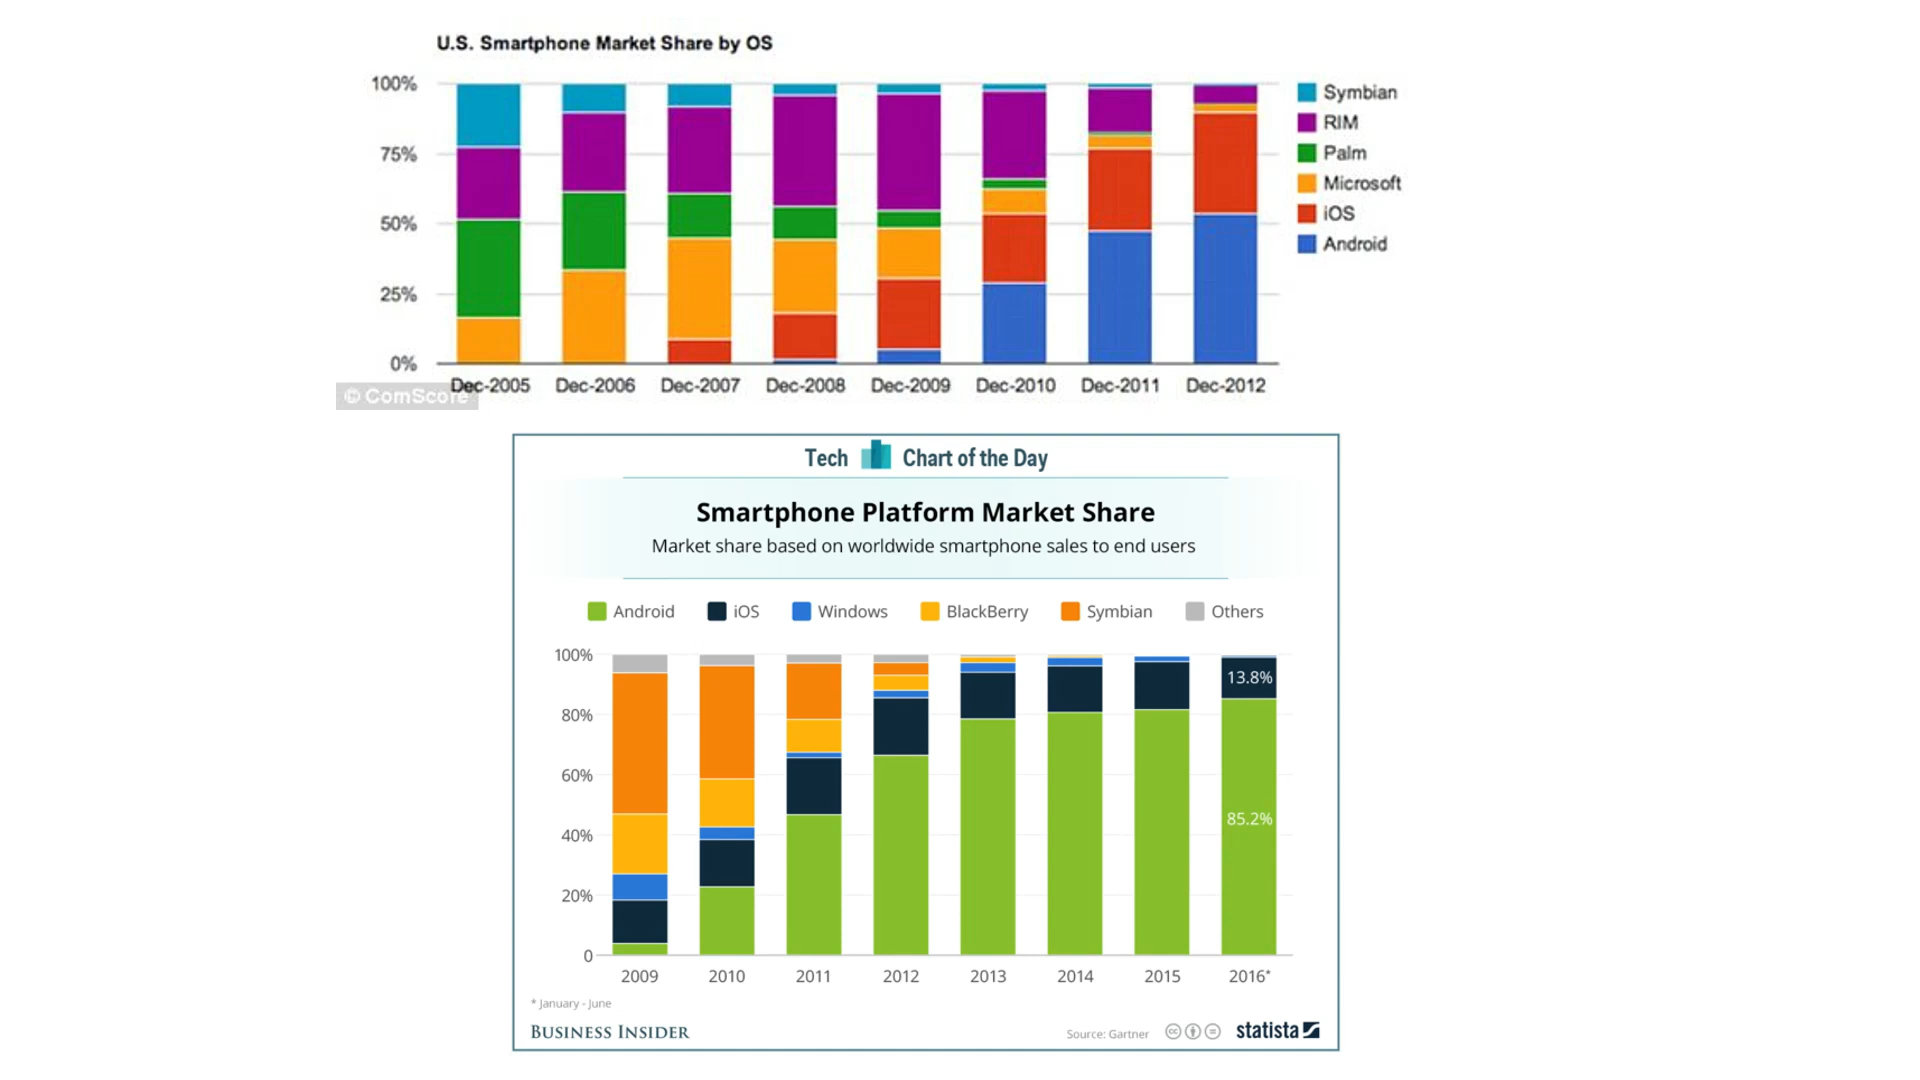 U.S. Smartphone Market Share by OS
100%
75%
50%
25%
0%
Symbian
RIM
Palm
Microsoft
iOS
Android
Dec-2005 Dec-2006 Dec-2007 Dec-2008 Dec-2009 Dec-2010 Dec-2011 Dec-2012
© ComScore
Tech Chart of the Day
Smartphone Platform Market Share
Market share based on worldwide smartphone sales to end users
Android iOS Windows BlackBerry Symbian Others
100%
80%
60%
40%
20%
0
13.8%
85.2%
2009 2010 2011 2012 2013 2014 2015 2016*
* January - June
BUSINESS INSIDER
Source: Gartner
cc
statista